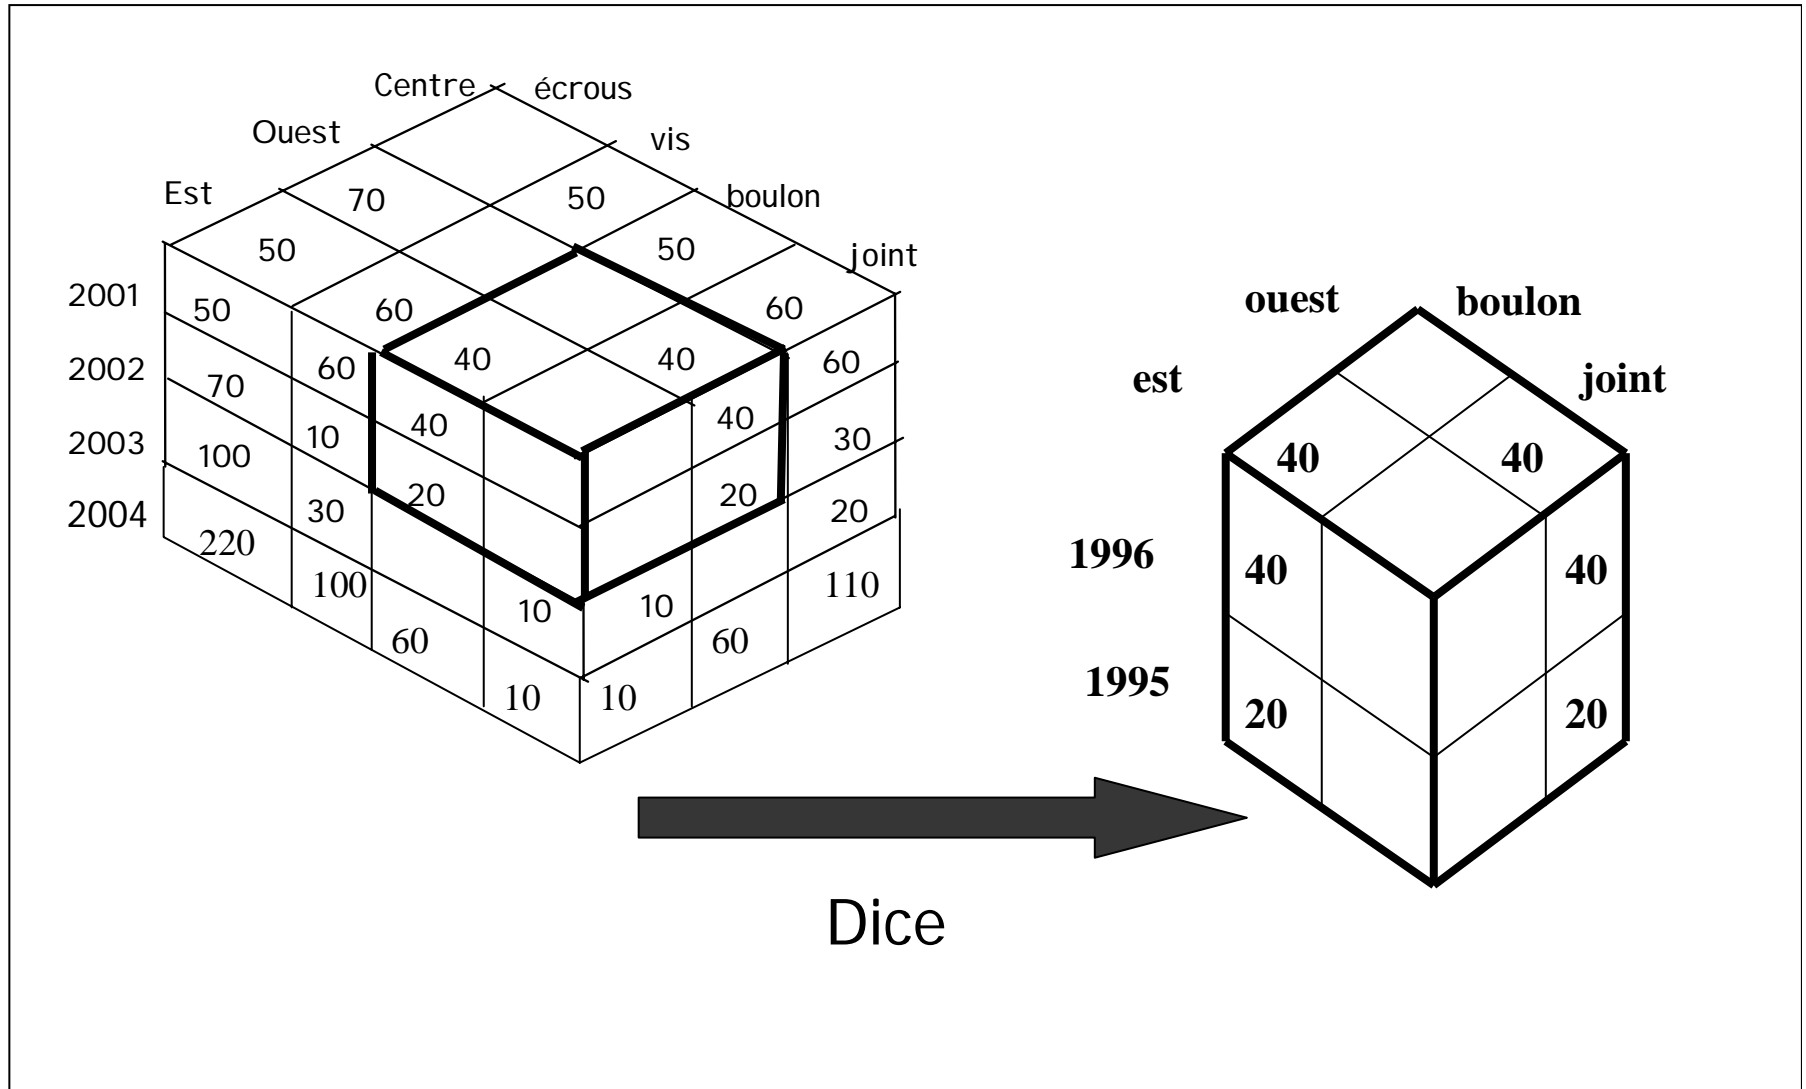 Centre écrous
Ouest vis
Est 70 50 boulon
50 50 joint
2001 50 60 60
2002 70 60 40 40 60
2003 100 10 40 40 30
2004 220 30 20 20 20
100 10 10 110
60 60
10 10
ouest boulon
est joint
40 40
1996 40 40
1995 20 20
Dice